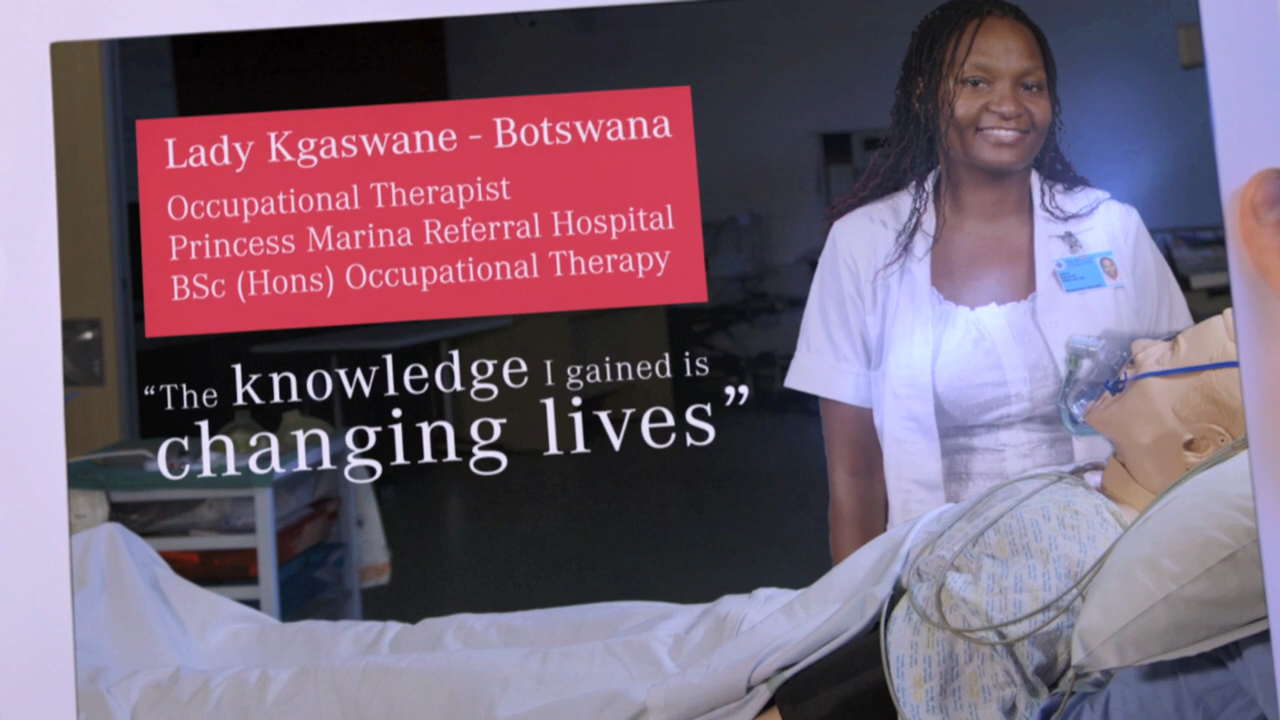 Lady Kgaswane - Botswana
Occupational Therapist
Princess Marina Referral Hospital
BSc (Hons) Occupational Therapy
“The knowledge I gained is
changing lives”